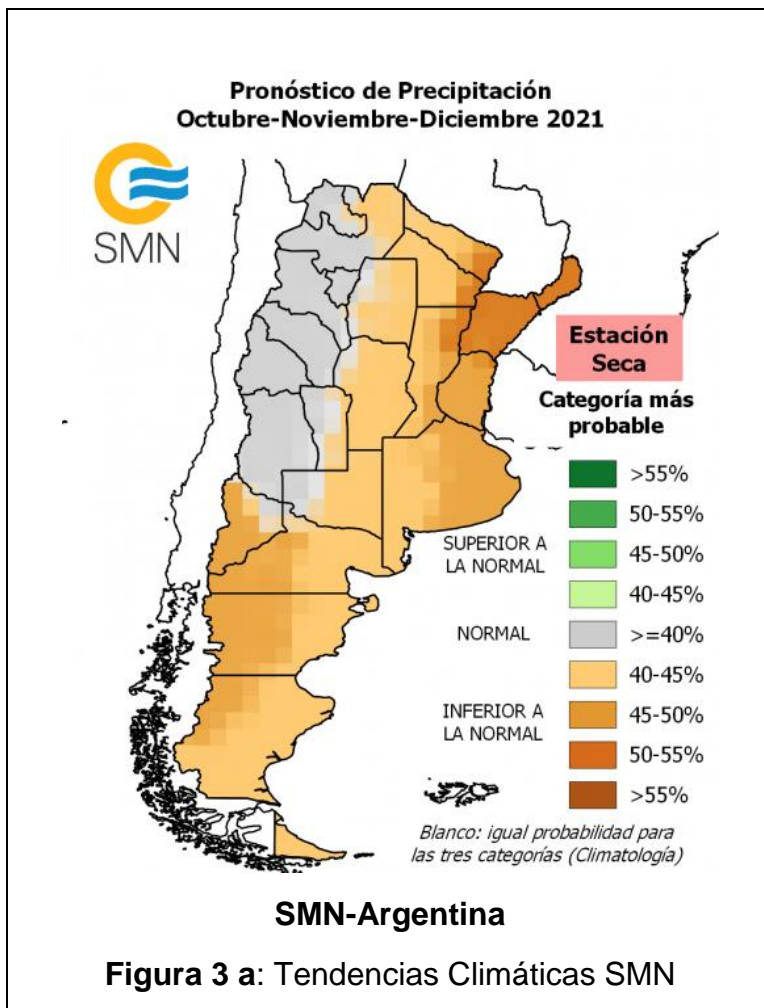 Pronóstico de Precipitación
Octubre-Noviembre-Diciembre 2021
SMN
Estación
Seca
Categoría más
probable
>55%
50-55%
45-50%
SUPERIOR A
LA NORMAL
40-45%
NORMAL
>=40%
40-45%
INFERIOR A
LA NORMAL
45-50%
50-55%
>55%
Blanco: igual probabilidad para
las tres categorías (Climatología)
SMN-Argentina
Figura 3 a: Tendencias Climáticas SMN